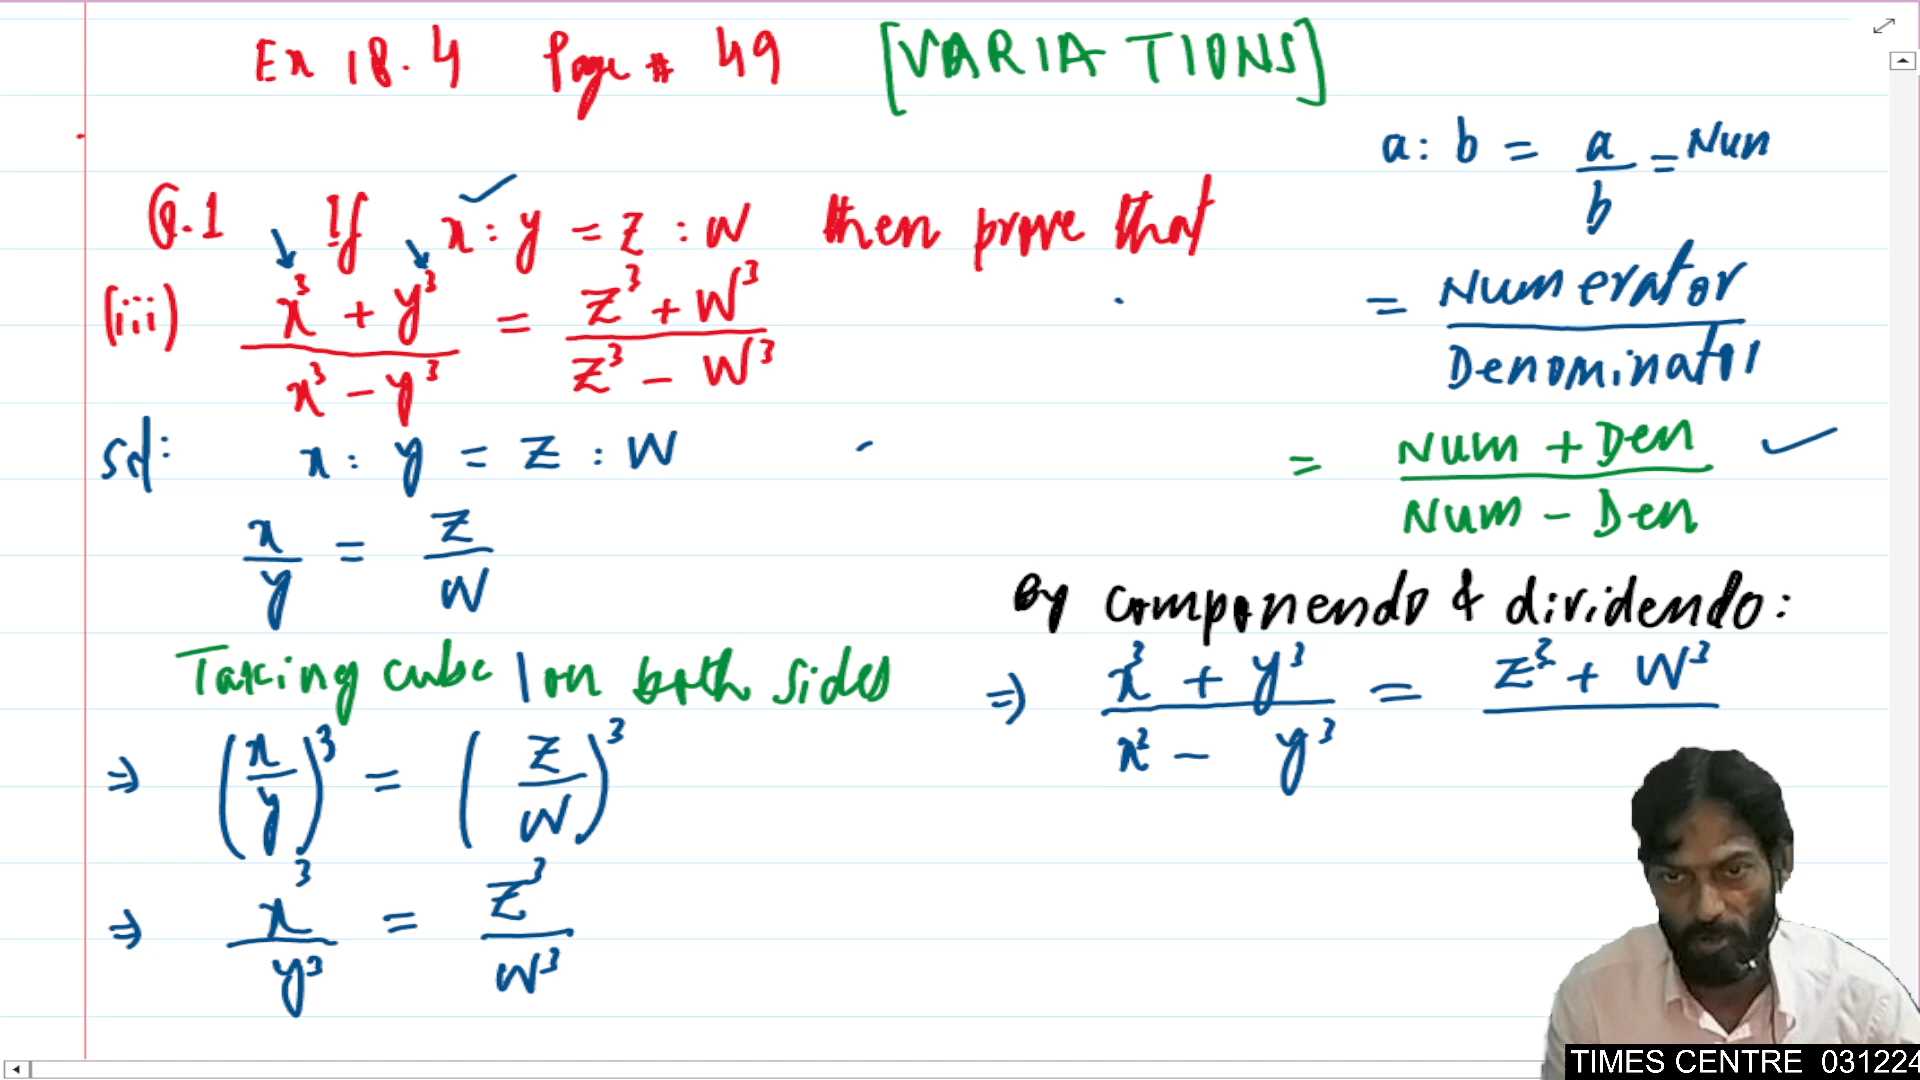 Ex 18.4 Page # 49 [VARIATIONS]
Q.1 If x : y = z : w then prove that
(iii) x³ + y³ / x³ - y³ = z³ + w³ / z³ - w³
Sol: x : y = z : w
x/y = z/w
Taking cube on both sides
⇒ (x/y)³ = (z/w)³
⇒ x³/y³ = z³/w³
a : b = a/b = Num
= Numerator / Denominator
= Num + Den / Num - Den
By componendo & dividendo:
⇒ x³ + y³ / x³ - y³ = z³ + w³
TIMES CENTRE 031224